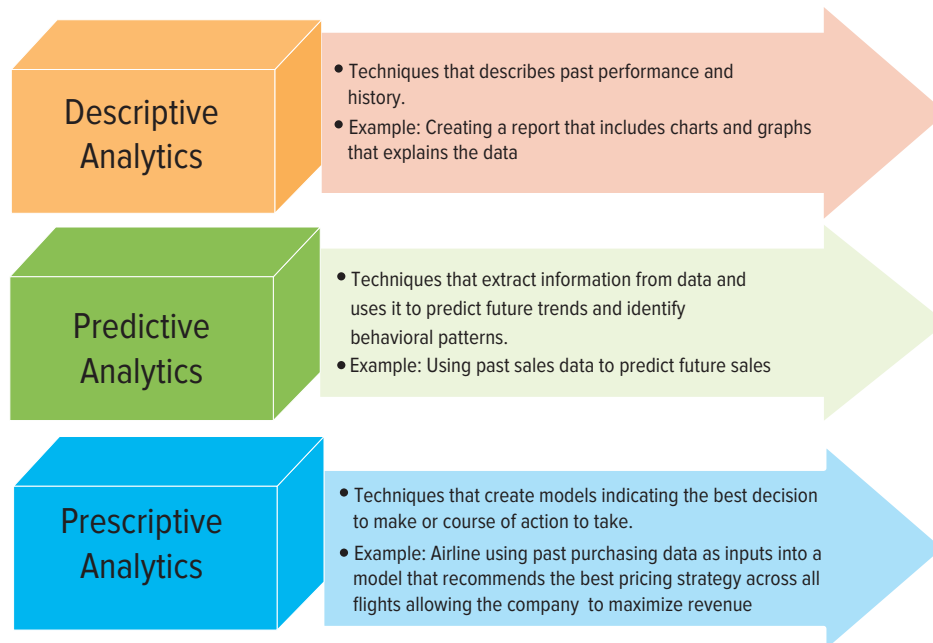 Descriptive
Analytics
• Techniques that describes past performance and
history.
• Example: Creating a report that includes charts and graphs
that explains the data
Predictive
Analytics
• Techniques that extract information from data and
uses it to predict future trends and identify
behavioral patterns.
• Example: Using past sales data to predict future sales
Prescriptive
Analytics
• Techniques that create models indicating the best decision
to make or course of action to take.
• Example: Airline using past purchasing data as inputs into a
model that recommends the best pricing strategy across all
flights allowing the company to maximize revenue